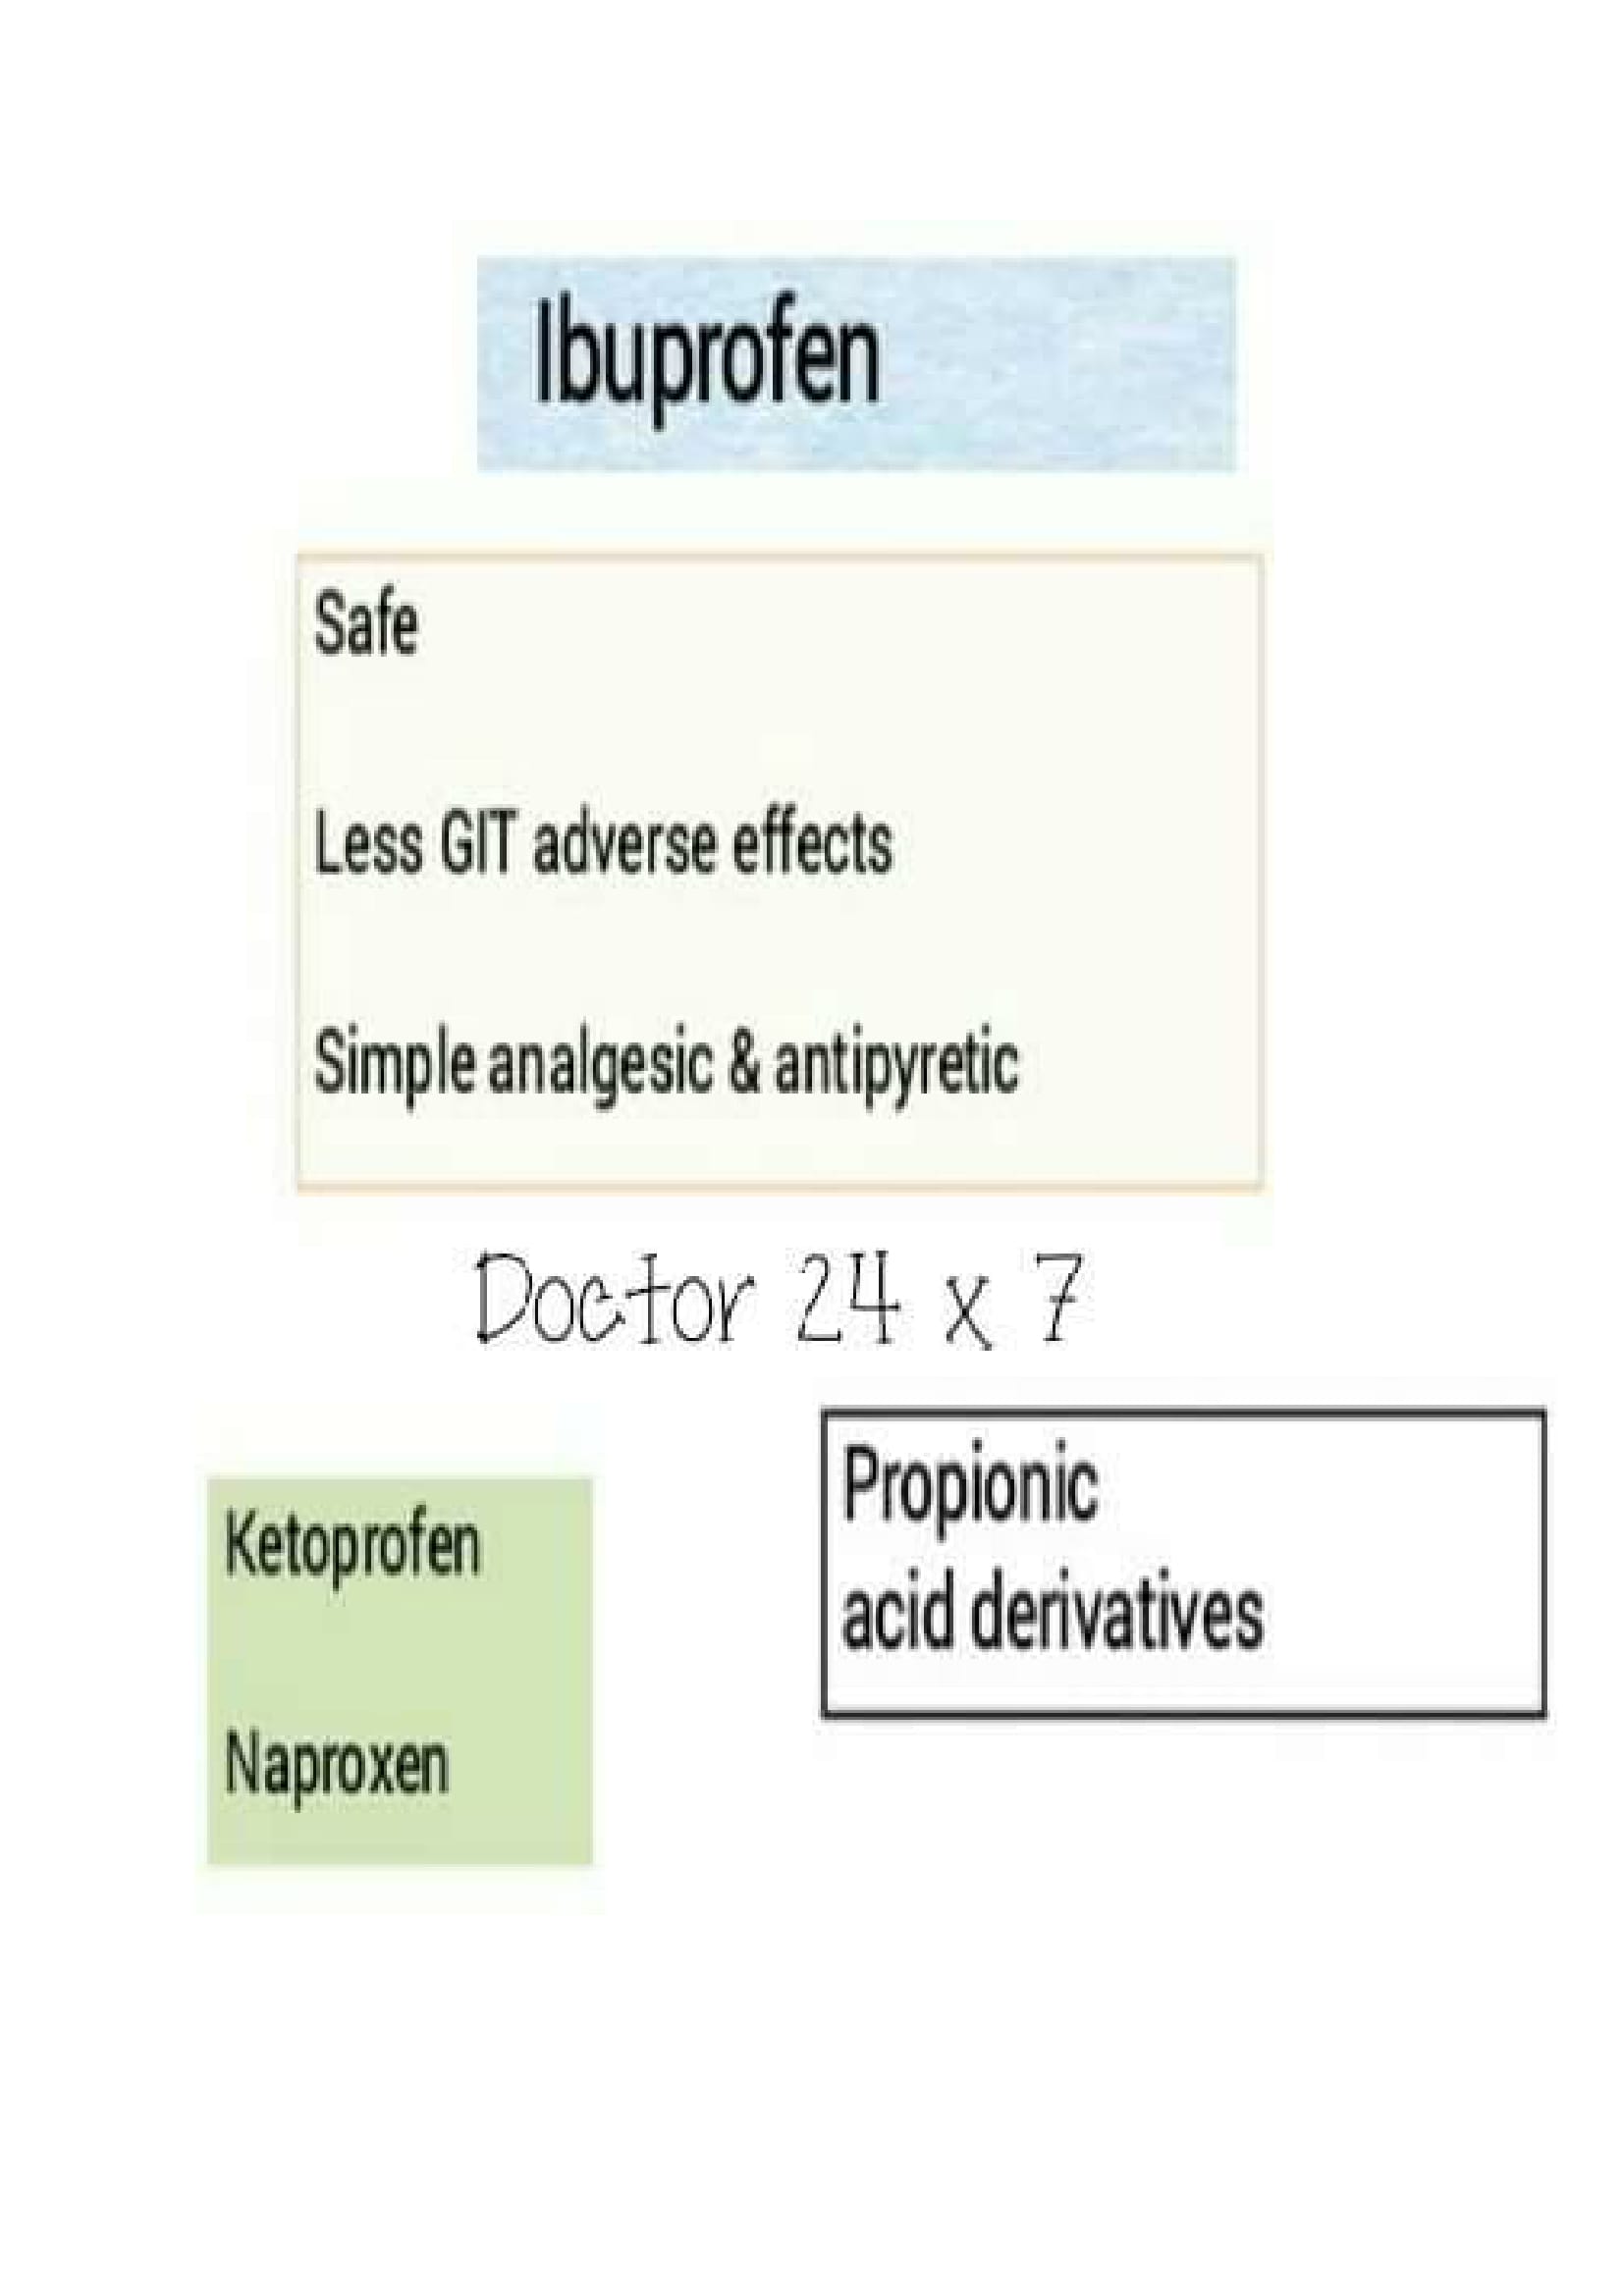 Ibuprofen
Safe
Less GIT adverse effects
Simple analgesic & antipyretic
Doctor 24 x 7
Ketoprofen
Naproxen
Propionic
acid derivatives